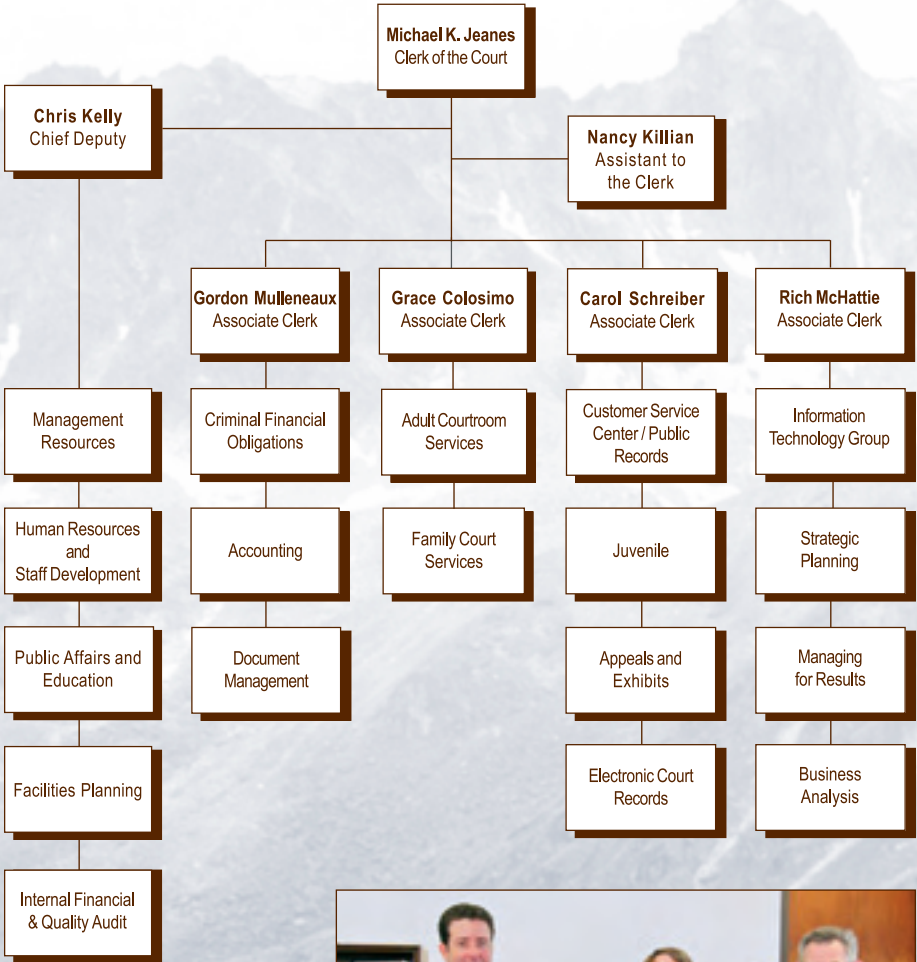 Michael K. Jeanes
Clerk of the Court
Chris Kelly
Chief Deputy
Nancy Killian
Assistant to
the Clerk
Gordon Mulleneaux
Associate Clerk
Grace Colosimo
Associate Clerk
Carol Schreiber
Associate Clerk
Rich McHattie
Associate Clerk
Management
Resources
Human Resources
and
Staff Development
Public Affairs and
Education
Facilities Planning
Internal Financial
& Quality Audit
Criminal Financial
Obligations
Accounting
Document
Management
Adult Courtroom
Services
Family Court
Services
Customer Service
Center / Public
Records
Juvenile
Appeals and
Exhibits
Electronic Court
Records
Information
Technology Group
Strategic
Planning
Managing
for Results
Business
Analysis